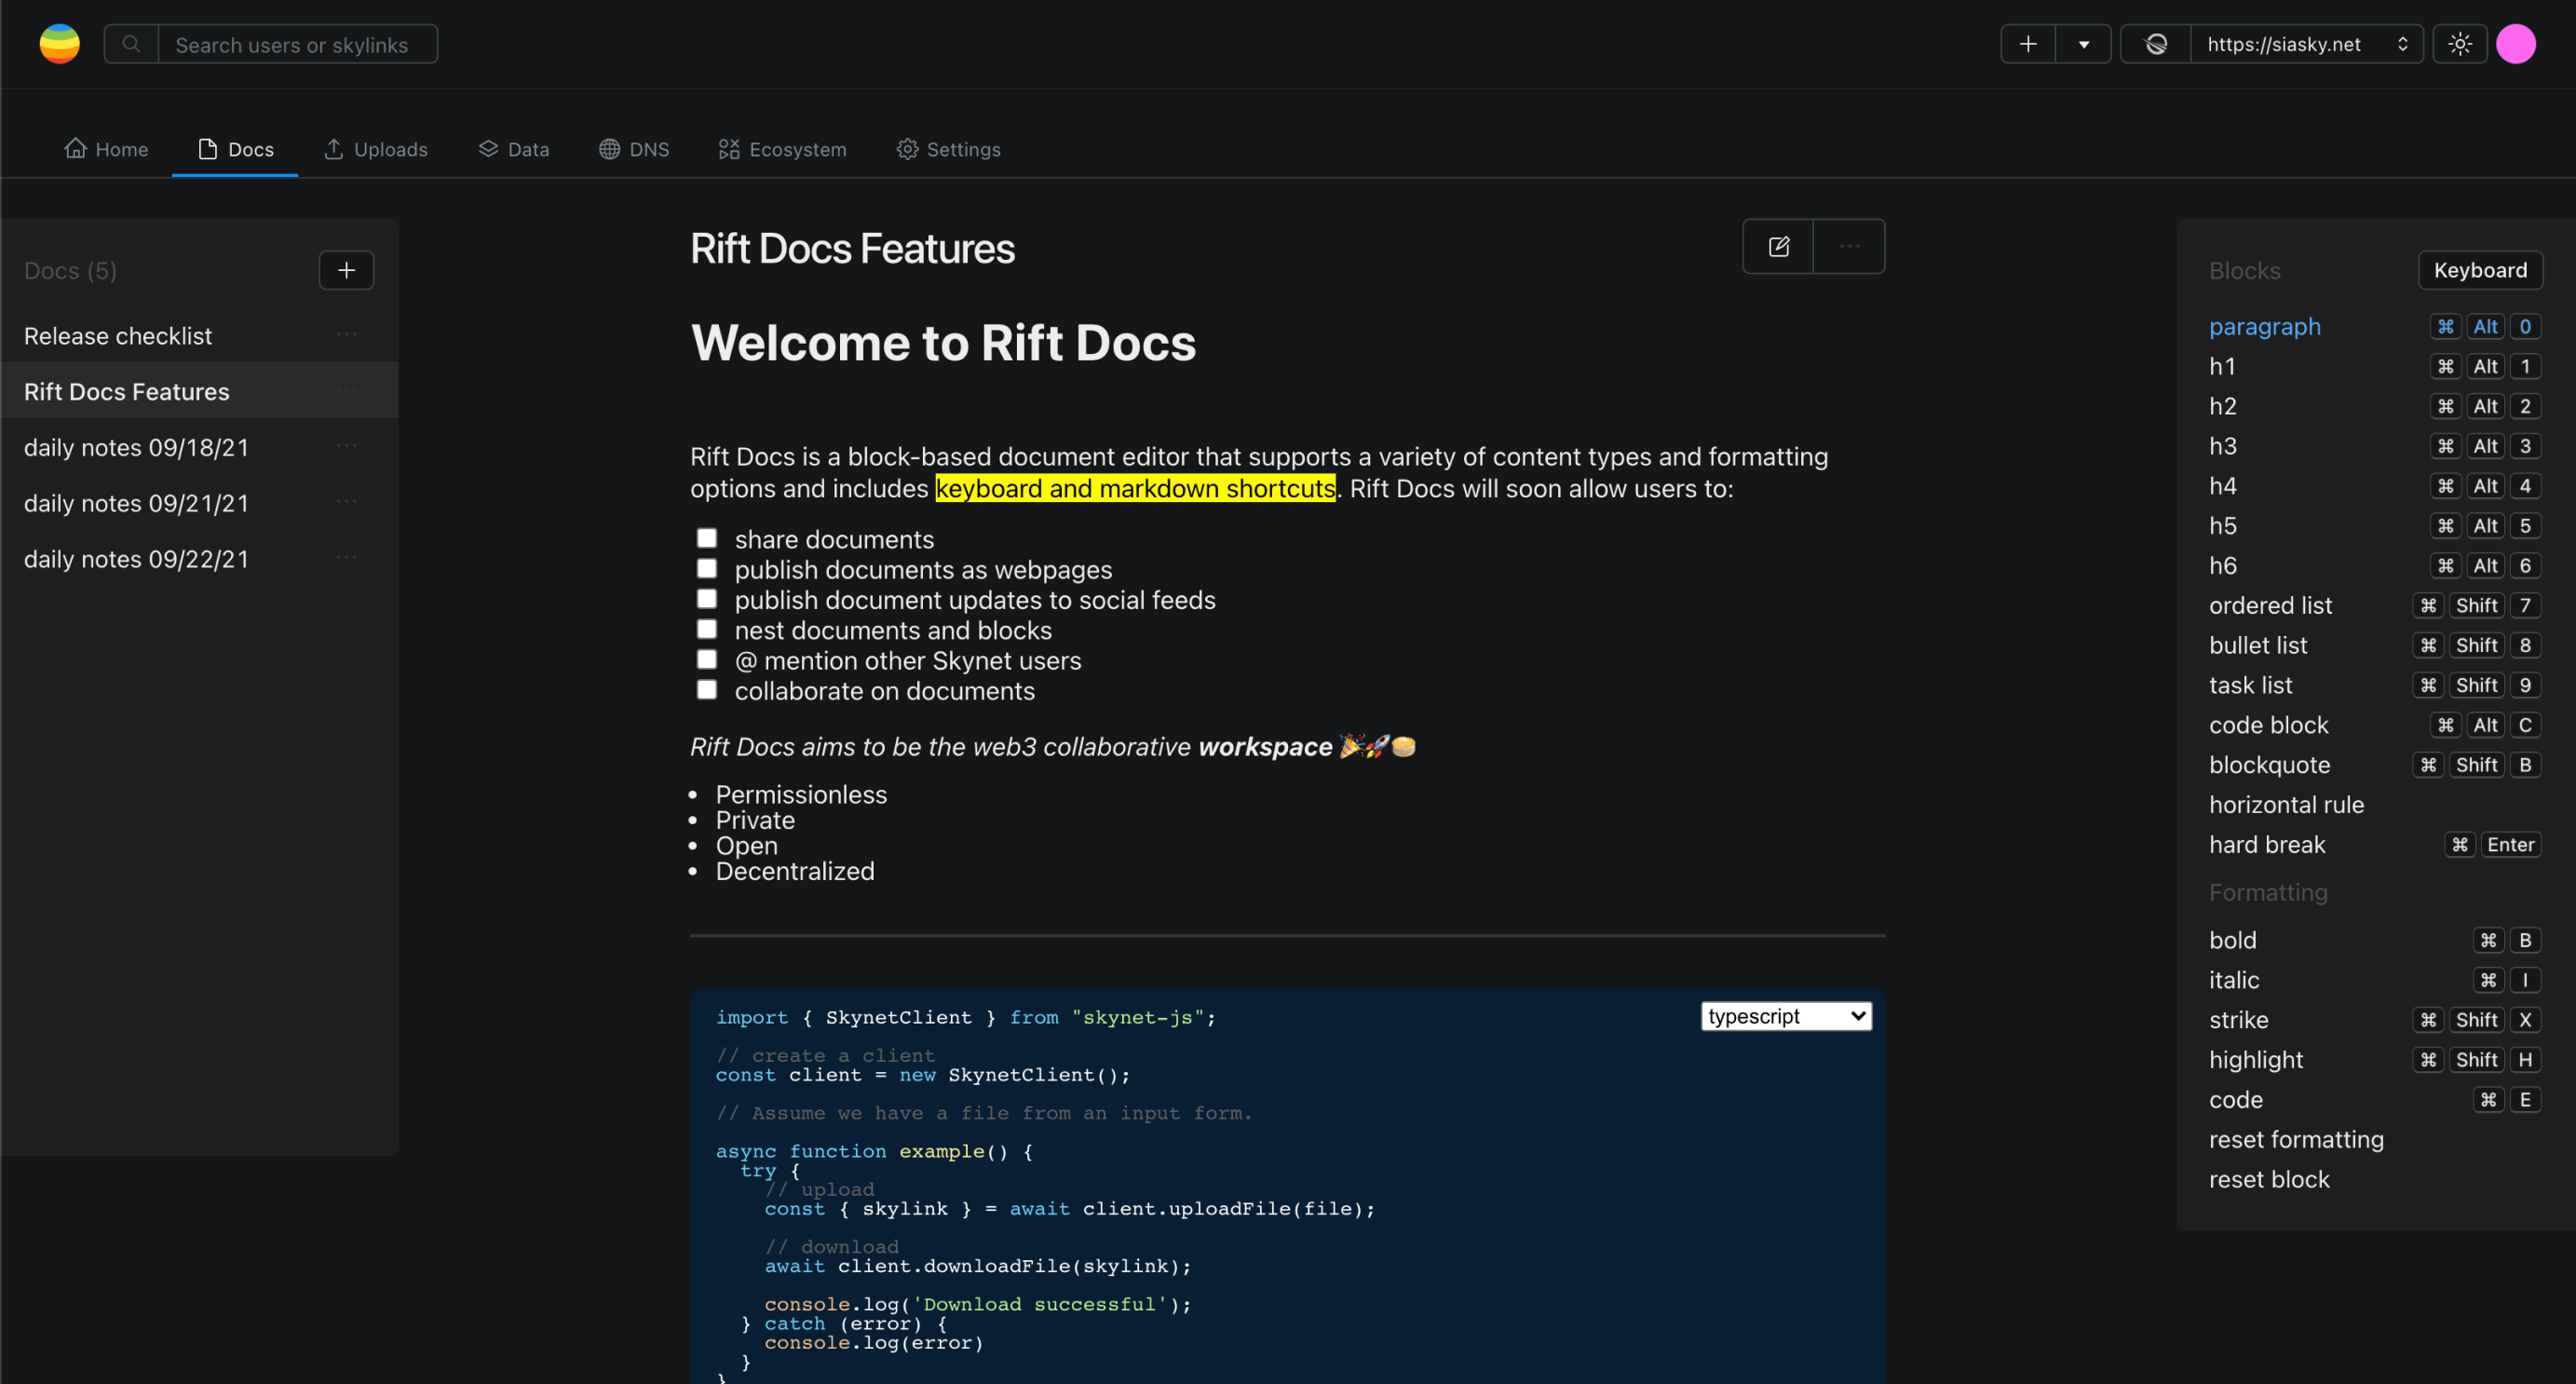 Search users or skylinks
https://siasky.net
Home
Docs
Uploads
Data
DNS
Ecosystem
Settings
Docs (5)
Release checklist
Rift Docs Features
daily notes 09/18/21
daily notes 09/21/21
daily notes 09/22/21
Rift Docs Features
Welcome to Rift Docs
Rift Docs is a block-based document editor that supports a variety of content types and formatting
options and includes keyboard and markdown shortcuts. Rift Docs will soon allow users to:
share documents
publish documents as webpages
publish document updates to social feeds
nest documents and blocks
@ mention other Skynet users
collaborate on documents
Rift Docs aims to be the web3 collaborative workspace 🎉🚀🥞
• Permissionless
• Private
• Open
• Decentralized
import { SkynetClient } from "skynet-js";
typescript
// create a client
const client = new SkynetClient();
// Assume we have a file from an input form.
async function example() {
try {
// upload
const { skylink } = await client.uploadFile(file);
// download
await client.downloadFile(skylink);
console.log('Download successful');
} catch (error) {
console.log(error)
}
}
Blocks
Keyboard
paragraph ⌘ Alt 0
h1 ⌘ Alt 1
h2 ⌘ Alt 2
h3 ⌘ Alt 3
h4 ⌘ Alt 4
h5 ⌘ Alt 5
h6 ⌘ Alt 6
ordered list ⌘ Shift 7
bullet list ⌘ Shift 8
task list ⌘ Shift 9
code block ⌘ Alt C
blockquote ⌘ Shift B
horizontal rule
hard break ⌘ Enter
Formatting
bold ⌘ B
italic ⌘ I
strike ⌘ Shift X
highlight ⌘ Shift H
code ⌘ E
reset formatting
reset block